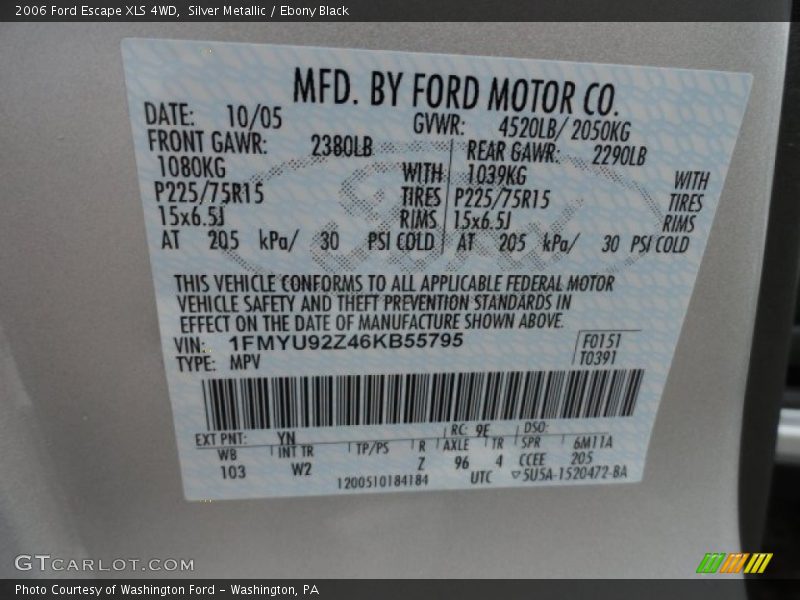 2006 Ford Escape XLS 4WD, Silver Metallic / Ebony Black
MFD. BY FORD MOTOR CO.
DATE: 10/05 GVWR: 4520LB/ 2050KG
FRONT GAWR: 2380LB REAR GAWR: 2290LB
1080KG WITH 1039KG WITH
P225/75R15 TIRES P225/75R15 TIRES
15x6.5J RIMS 15x6.5J RIMS
AT 205 kPa/ 30 PSI COLD AT 205 kPa/ 30 PSI COLD
THIS VEHICLE CONFORMS TO ALL APPLICABLE FEDERAL MOTOR
VEHICLE SAFETY AND THEFT PREVENTION STANDARDS IN
EFFECT ON THE DATE OF MANUFACTURE SHOWN ABOVE.
VIN: 1FMYU92Z46KB55795 F0151
TYPE: MPV T0391
EXT PNT: YN RC: 9E DSO:
WB INT TR TP/PS R AXLE TR SPR 6M11A
103 W2 Z 96 4 CCEE 205
1200510184184 UTC ▽5U5A-1520472-BA
Ford
GTCARLOT.COM
Photo Courtesy of Washington Ford - Washington, PA